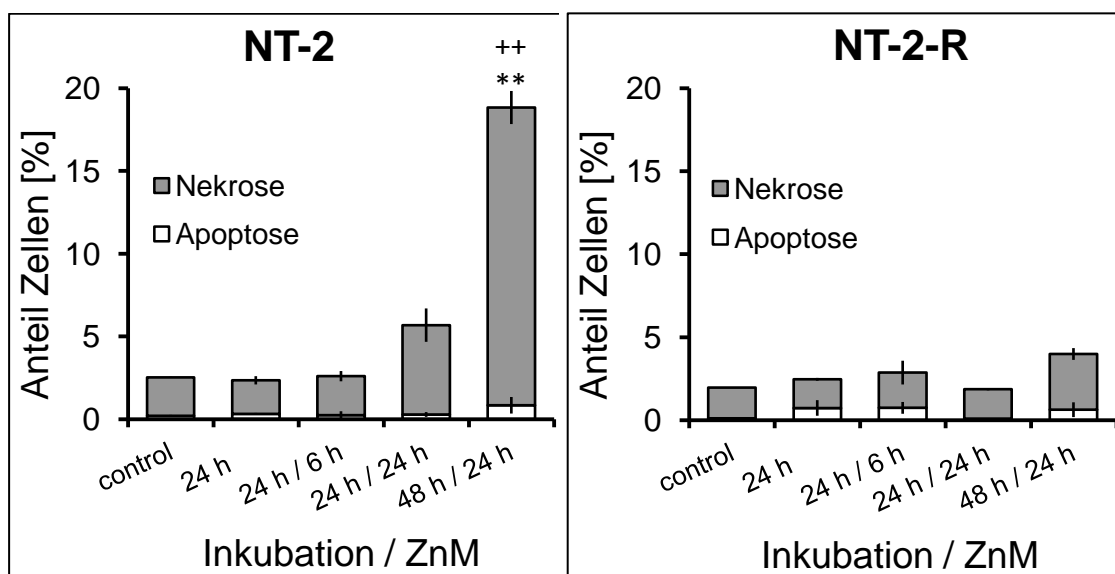 NT-2
++
**
Anteil Zellen [%]
20
15
10
5
0
Nekrose
Apoptose
control
24 h
24 h / 6 h
24 h / 24 h
48 h / 24 h
Inkubation / ZnM
NT-2-R
Anteil Zellen [%]
20
15
10
5
0
Nekrose
Apoptose
control
24 h
24 h / 6 h
24 h / 24 h
48 h / 24 h
Inkubation / ZnM